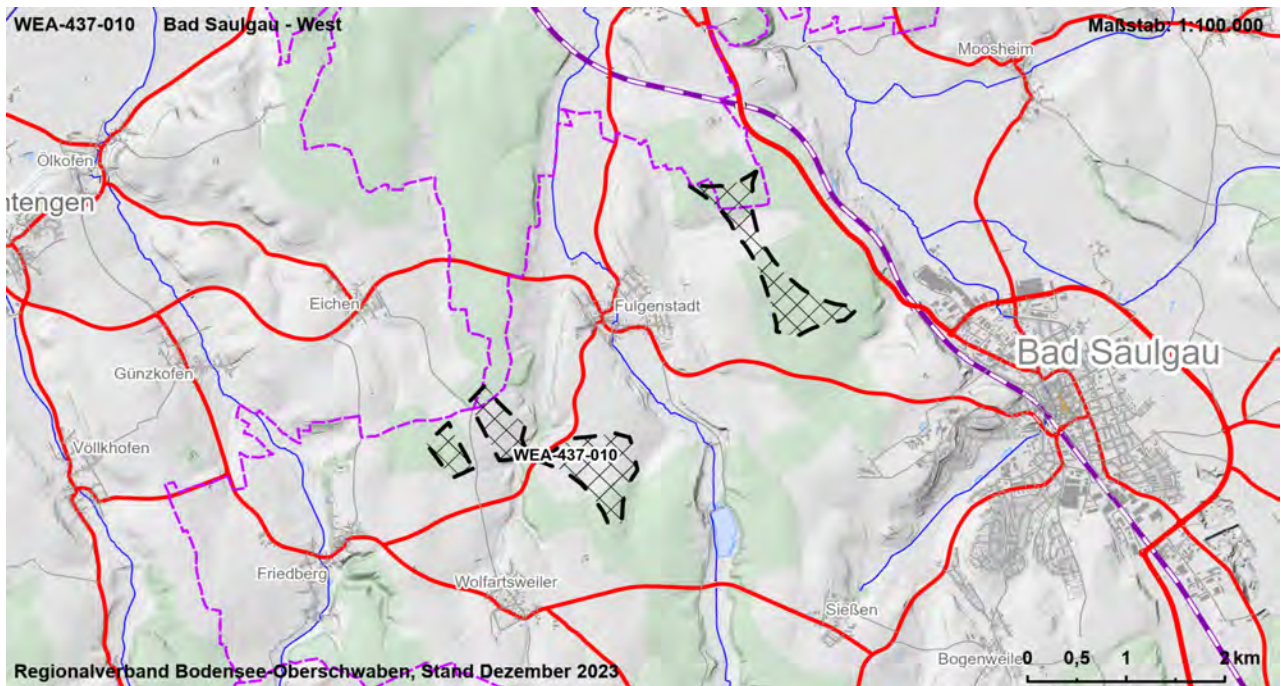 WEA-437-010 Bad Saulgau - West
Maßstab: 1:100.000
Moosheim
Ölkofen
ntengen
Eichen
Fulgenstadt
Bad Saulgau
Günzkofen
Völlkhofen
WEA-437-010
Friedberg
Wolfartsweiler
Sießen
Bogenweile
0 0,5 1 2 km
Regionalverband Bodensee-Oberschwaben, Stand Dezember 2023